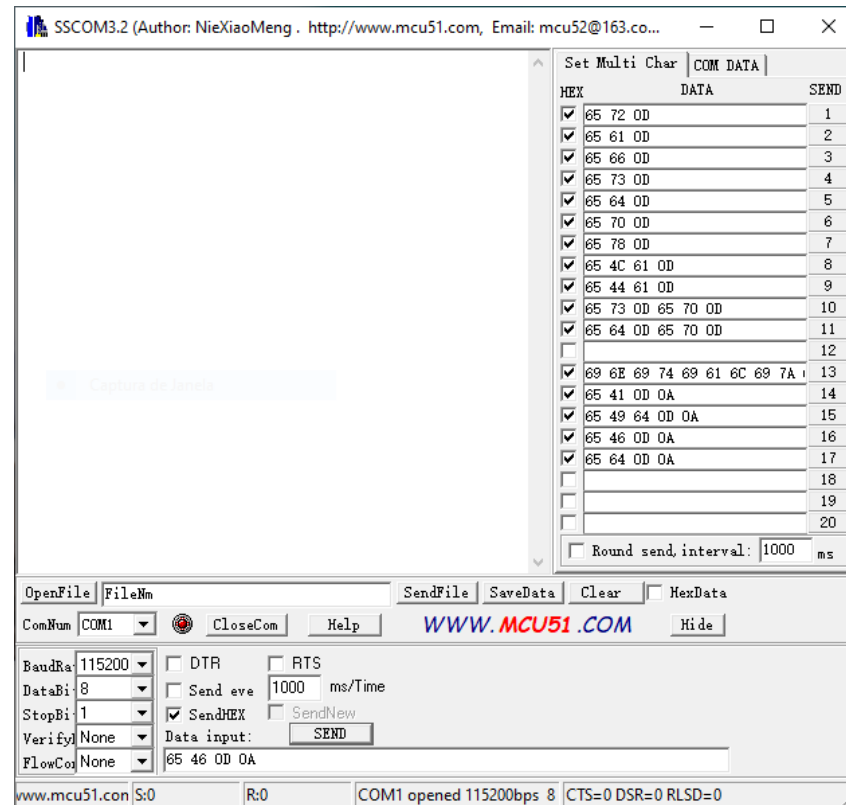 SSCOM3.2 (Author: NieXiaoMeng . http://www.mcu51.com, Email: mcu52@163.co...
Set Multi Char COM DATA
HEX DATA SEND
65 72 0D 1
65 61 0D 2
65 66 0D 3
65 73 0D 4
65 64 0D 5
65 70 0D 6
65 78 0D 7
65 4C 61 0D 8
65 44 61 0D 9
65 73 0D 65 70 0D 10
65 64 0D 65 70 0D 11
12
69 6E 69 74 69 61 6C 69 7A 13
65 41 0D 0A 14
65 49 64 0D 0A 15
65 46 0D 0A 16
65 64 0D 0A 17
18
19
20
Captura de Janela
Round send, interval: 1000 ms
OpenFile FileNm SendFile SaveData Clear HexData
ComNum COM1 CloseCom Help WWW.MCU51.COM Hide
BaudRa 115200 DTR RTS
DataBi 8 Send eve 1000 ms/Time
StopBi 1 SendHEX SendNew
Verify None Data input: SEND
FlowCo None 65 46 0D 0A
www.mcu51.con S:0 R:0 COM1 opened 115200bps 8 CTS=0 DSR=0 RLSD=0